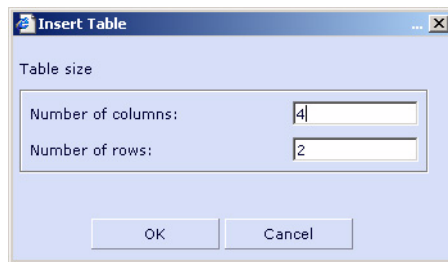 Insert Table
...
Table size
Number of columns: 4
Number of rows: 2
OK Cancel